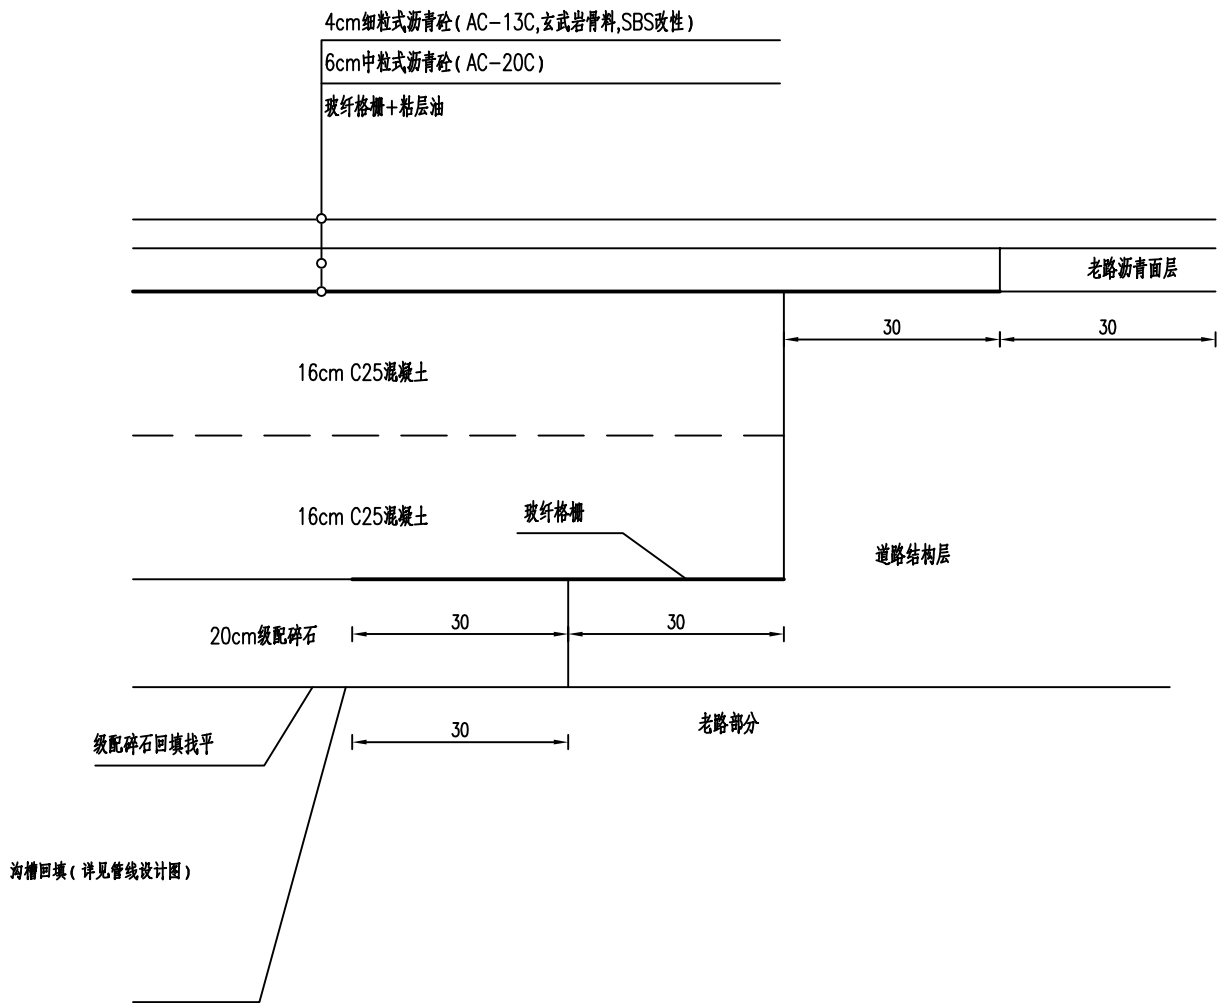 4cm细粒式沥青砼(AC-13C,玄武岩骨料,SBS改性)
6cm中粒式沥青砼(AC-20C)
玻纤格栅+粘层油
老路沥青面层
30
30
16cm C25混凝土
16cm C25混凝土
玻纤格栅
道路结构层
30
30
20cm级配碎石
老路部分
30
级配碎石回填找平
沟槽回填(详见管线设计图)